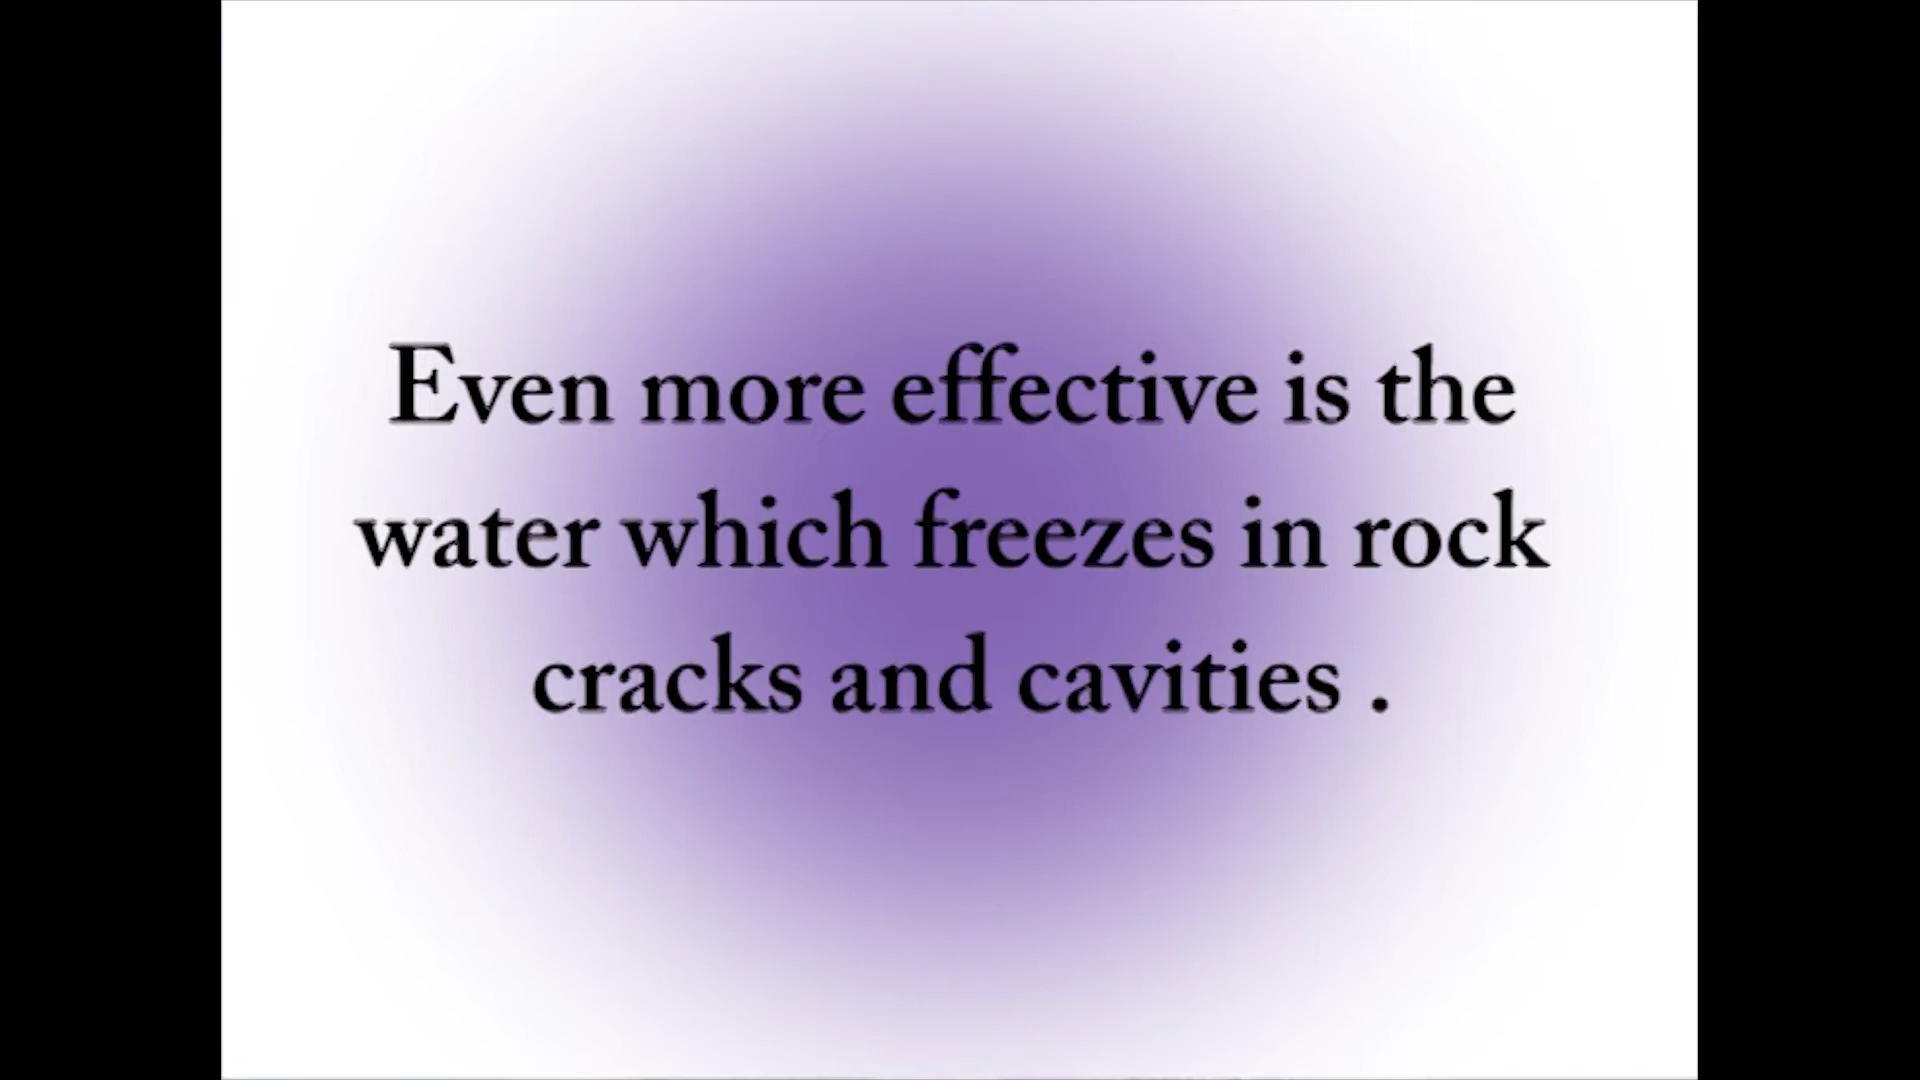 Even more effective is the
water which freezes in rock
cracks and cavities .